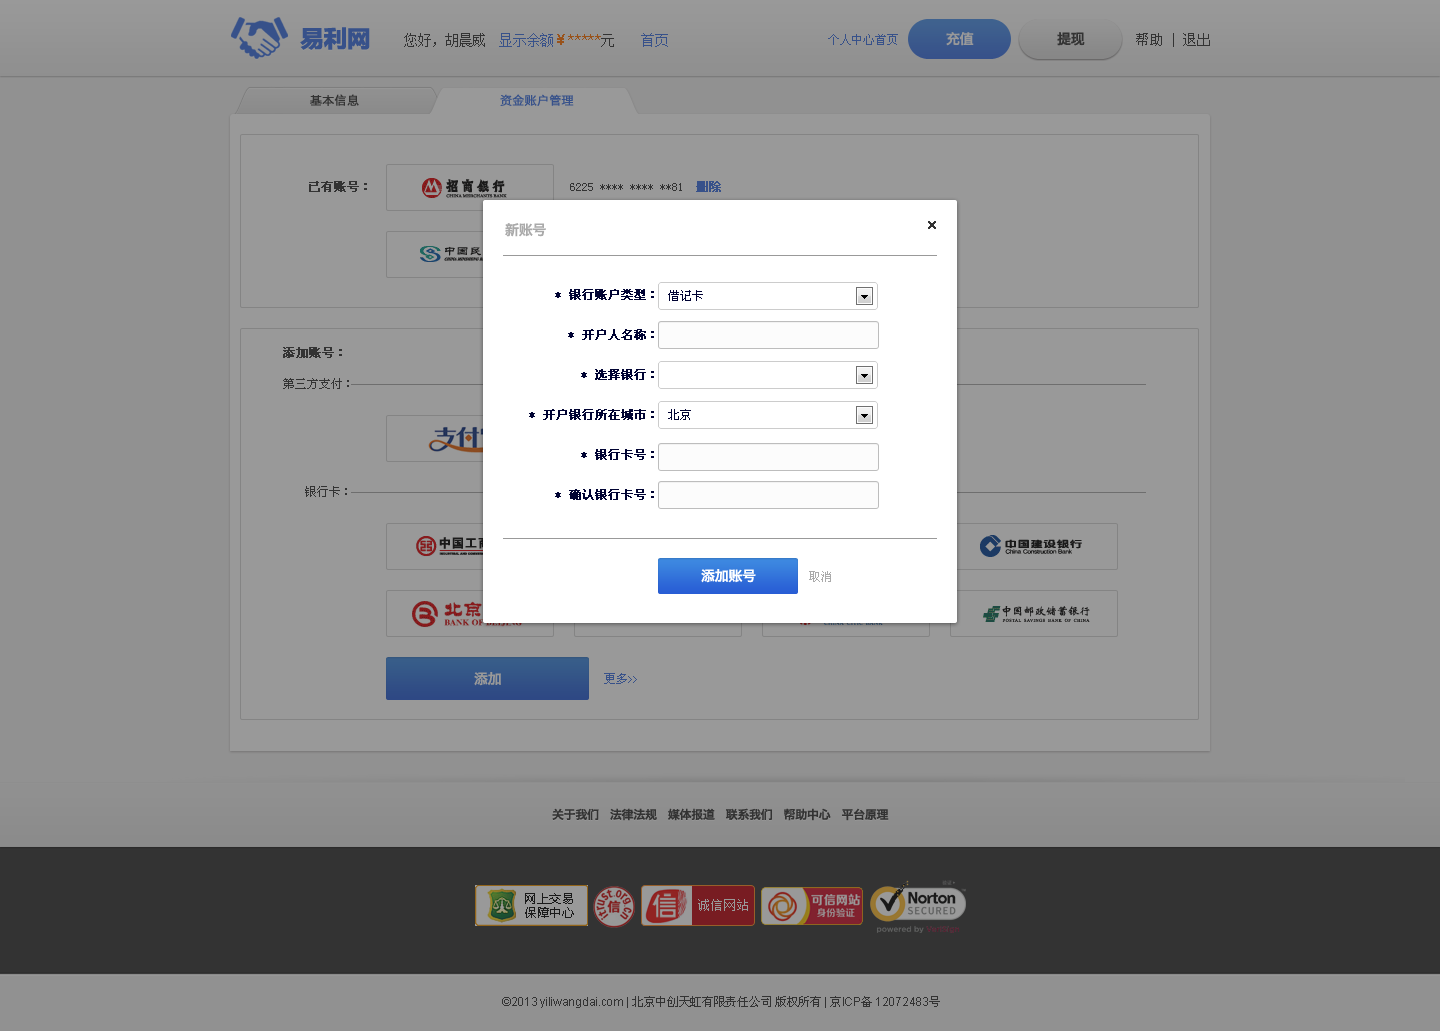 易利网
您好，胡晨威 显示余额¥*****元 首页
个人中心首页 充值 提现 帮助 | 退出
基本信息 资金账户管理
已有账号： 招商银行 CHINA MERCHANTS BANK 6225 **** **** **81 删除
中国民
新账号 ×
* 银行账户类型： 借记卡
* 开户人名称：
* 选择银行：
* 开户银行所在城市： 北京
* 银行卡号：
* 确认银行卡号：
添加账号 取消
添加账号：
第三方支付：
支付
银行卡：
中国工商
中国建设银行
China Construction Bank
北京
BANK OF
中国邮政储蓄银行
POSTAL SAVINGS BANK OF CHINA
添加 更多>>
关于我们 法律法规 媒体报道 联系我们 帮助中心 平台原理
网上交易
保障中心
信
itrust.org.cn
信 诚信网站
可信网站
身份验证
Norton
SECURED
powered by
©2013 yiliwangdai.com | 北京中创天虹有限责任公司 版权所有 | 京ICP备 12072483号